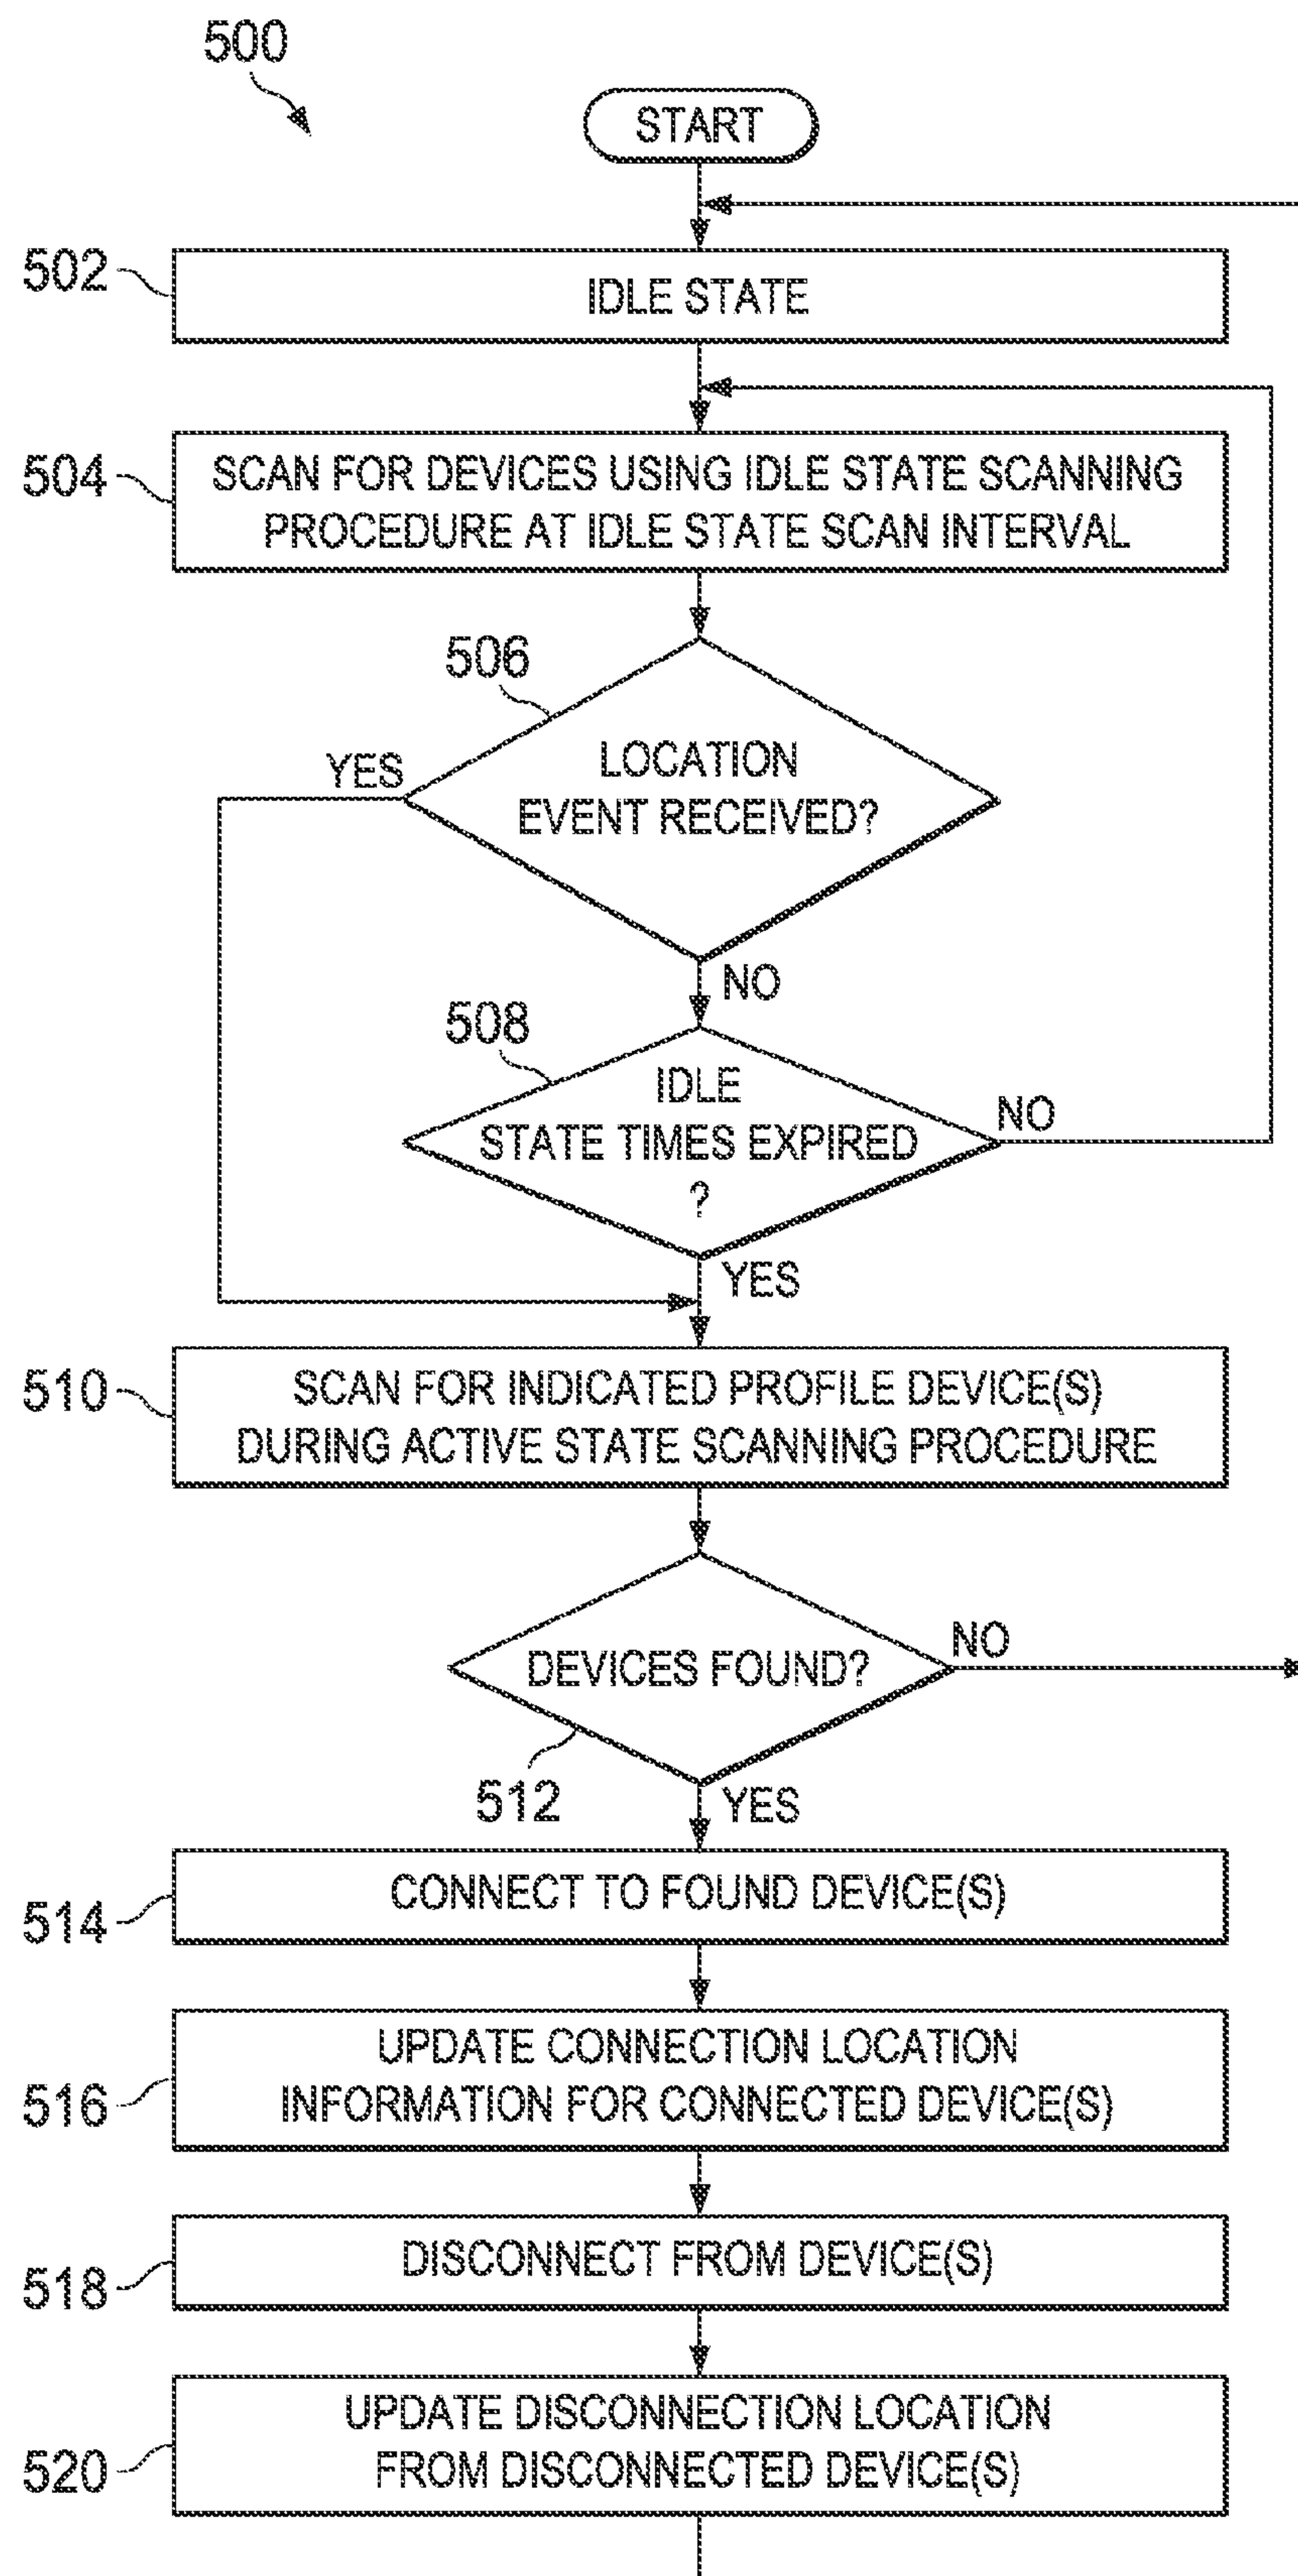 500
START
502
IDLE STATE
504
SCAN FOR DEVICES USING IDLE STATE SCANNING
PROCEDURE AT IDLE STATE SCAN INTERVAL
506
YES
LOCATION
EVENT RECEIVED?
NO
508
IDLE
STATE TIMES EXPIRED
?
NO
YES
510
SCAN FOR INDICATED PROFILE DEVICE(S)
DURING ACTIVE STATE SCANNING PROCEDURE
DEVICES FOUND?
NO
512
YES
514
CONNECT TO FOUND DEVICE(S)
516
UPDATE CONNECTION LOCATION
INFORMATION FOR CONNECTED DEVICE(S)
518
DISCONNECT FROM DEVICE(S)
520
UPDATE DISCONNECTION LOCATION
FROM DISCONNECTED DEVICE(S)